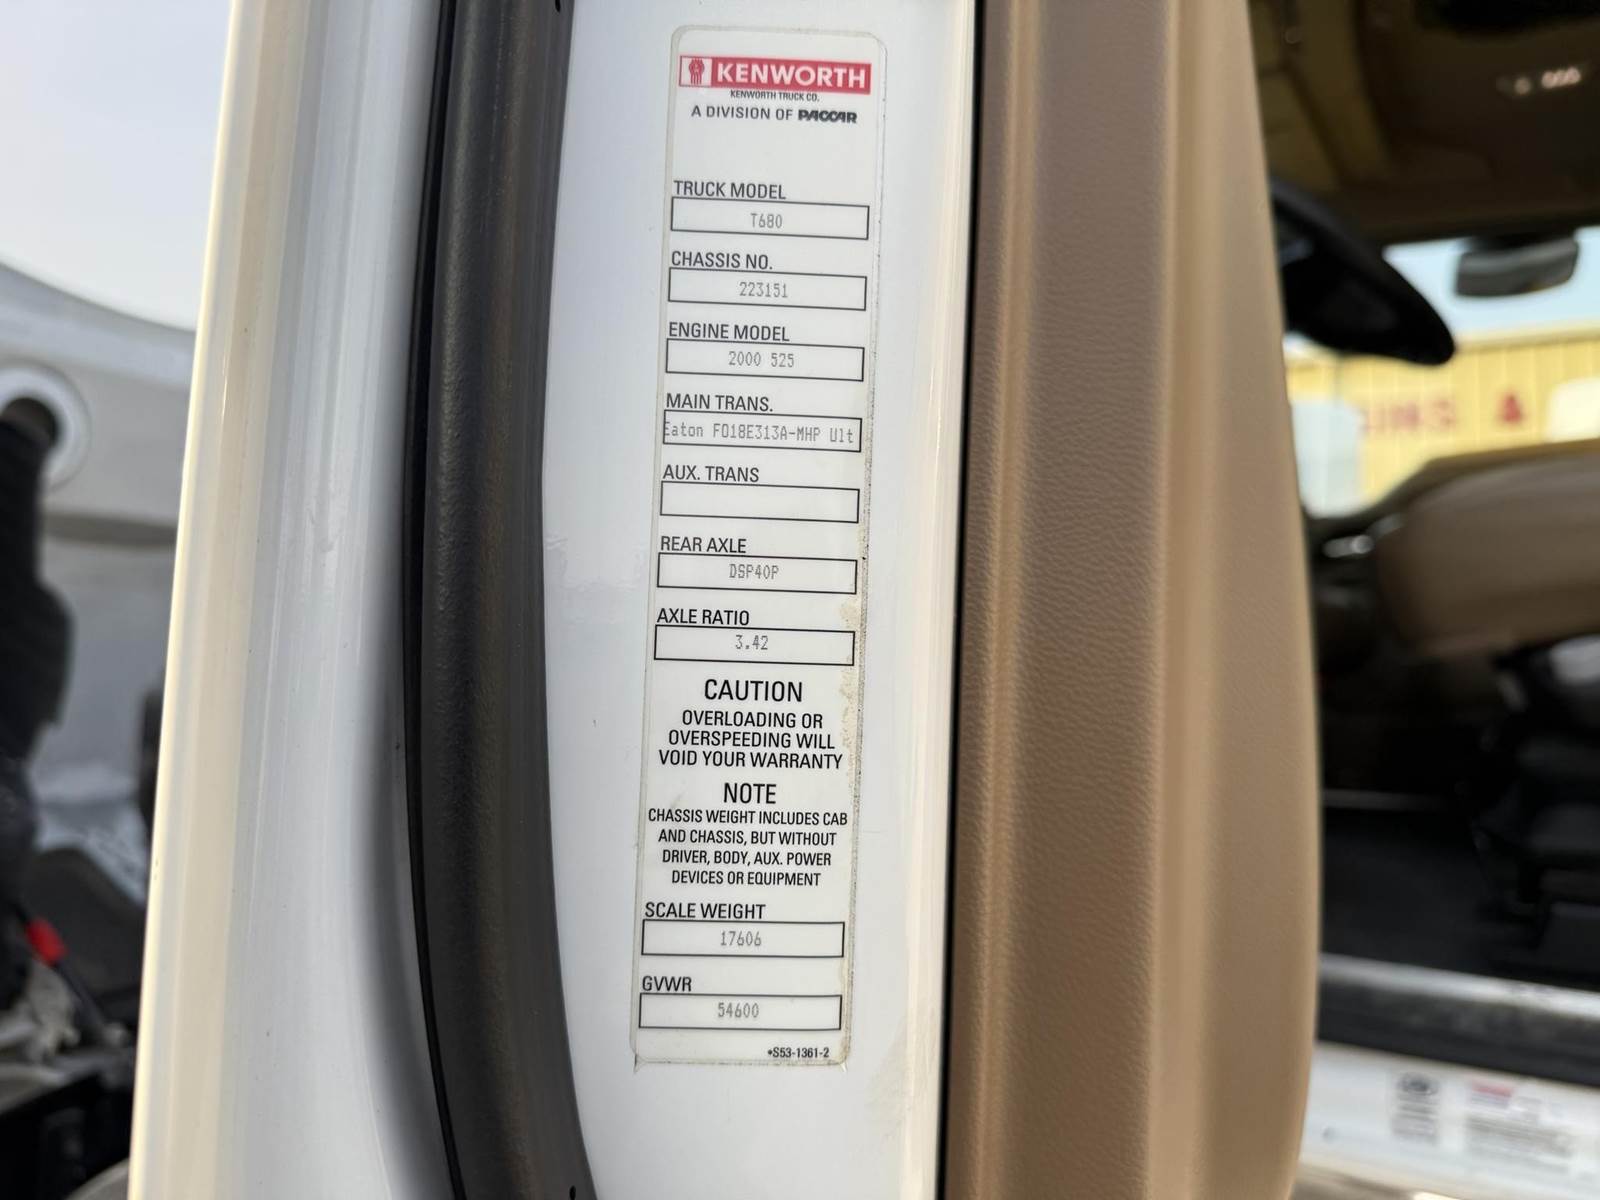 KENWORTH
KENWORTH TRUCK CO.
A DIVISION OF PACCAR
TRUCK MODEL
T680
CHASSIS NO.
223151
ENGINE MODEL
2000 525
MAIN TRANS.
Eaton FO18E313A-MHP Ult
AUX. TRANS
REAR AXLE
DSP40P
AXLE RATIO
3.42
CAUTION
OVERLOADING OR
OVERSPEEDING WILL
VOID YOUR WARRANTY
NOTE
CHASSIS WEIGHT INCLUDES CAB
AND CHASSIS, BUT WITHOUT
DRIVER, BODY, AUX. POWER
DEVICES OR EQUIPMENT
SCALE WEIGHT
17606
GVWR
54600
*S53-1361-2